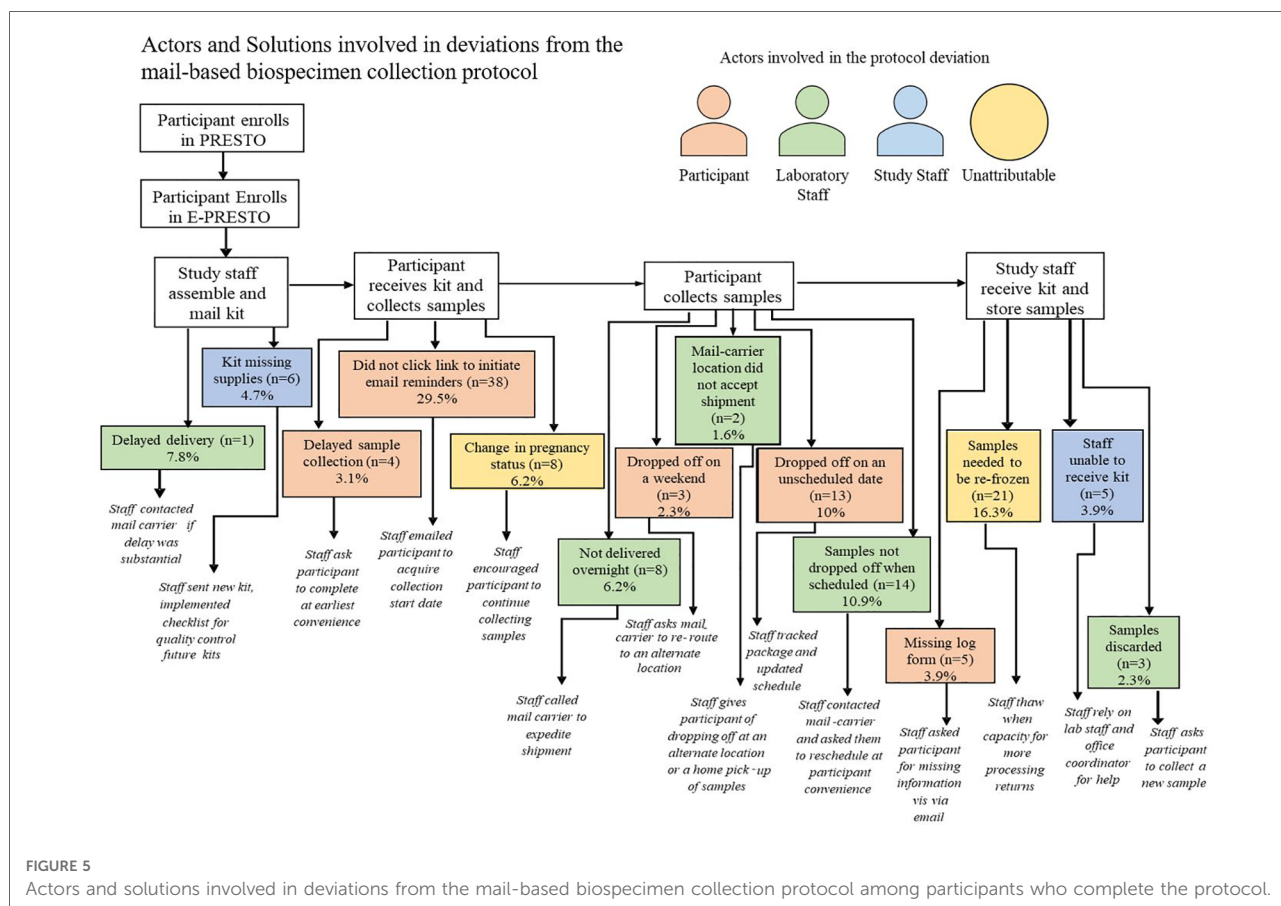 Actors and Solutions involved in deviations from the
mail-based biospecimen collection protocol
Actors involved in the protocol deviation
Participant
Laboratory
Staff
Study Staff
Unattributable
Participant enrolls
in PRESTO
Participant Enrolls
in E-PRESTO
Study staff
assemble and
mail kit
Participant
receives kit and
collects samples
Participant
collects samples
Study staff
receive kit and
store samples
Kit missing
supplies (n=6)
4.7%
Delayed delivery (n=1)
7.8%
Staff contacted
mail carrier if
delay was
substantial
Staff sent new kit,
implemented
checklist for
quality control
future kits
Did not click link to initiate
email reminders (n=38)
29.5%
Delayed sample
collection (n=4)
3.1%
Change in pregnancy
status (n=8)
6.2%
Staff ask
participant
to complete
at earliest
convenience
Staff emailed
participant to
acquire
collection
start date
Staff
encouraged
participant to
continue
collecting
samples
Mail-carrier
location did
not accept
shipment
(n=2)
1.6%
Dropped off on
a weekend
(n=3)
2.3%
Dropped off on an
unscheduled date
(n=13)
10%
Not delivered
overnight (n=8)
6.2%
Samples not
dropped off when
scheduled (n=14)
10.9%
Staff called
mail carrier to
expedite
shipment
Staff asks mail
carrier to re-route
to an alternate
location
Staff gives
participant of
dropping off at an
alternate location
or a home pick-up
of samples
Staff tracked
package and
updated
schedule
Staff contacted
mail-carrier
and asked them
to reschedule at
participant
convenience
Samples
needed to
be re-frozen
(n=21)
16.3%
Staff
unable to
receive kit
(n=5)
3.9%
Missing log
form (n=5)
3.9%
Samples
discarded
(n=3)
2.3%
Staff asked
participant
for missing
information
vis via
email
Staff thaw
when
capacity for
more
processing
returns
Staff rely on
lab staff and
office
coordinator
for help
Staff asks
participant
to collect a
new sample
FIGURE 5
Actors and solutions involved in deviations from the mail-based biospecimen collection protocol among participants who complete the protocol.